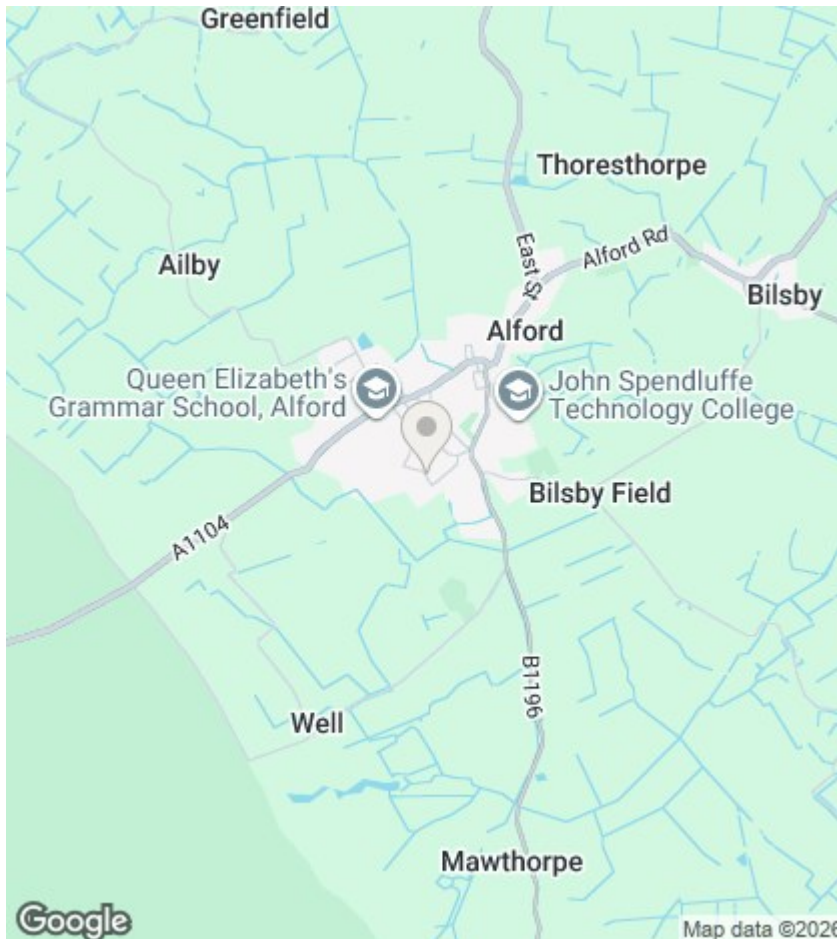 Greenfield
Thoresthorpe
East St
Alford Rd
Ailby
Bilsby
Alford
Queen Elizabeth's
Grammar School, Alford
John Spendluffe
Technology College
Bilsby Field
A1104
B1196
Well
Mawthorpe
Google
Map data ©2026